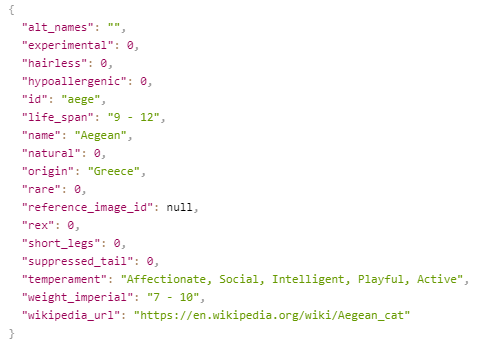 {
  "alt_names": "",
  "experimental": 0,
  "hairless": 0,
  "hypoallergenic": 0,
  "id": "aege",
  "life_span": "9 - 12",
  "name": "Aegean",
  "natural": 0,
  "origin": "Greece",
  "rare": 0,
  "reference_image_id": null,
  "rex": 0,
  "short_legs": 0,
  "suppressed_tail": 0,
  "temperament": "Affectionate, Social, Intelligent, Playful, Active",
  "weight_imperial": "7 - 10",
  "wikipedia_url": "https://en.wikipedia.org/wiki/Aegean_cat"
}